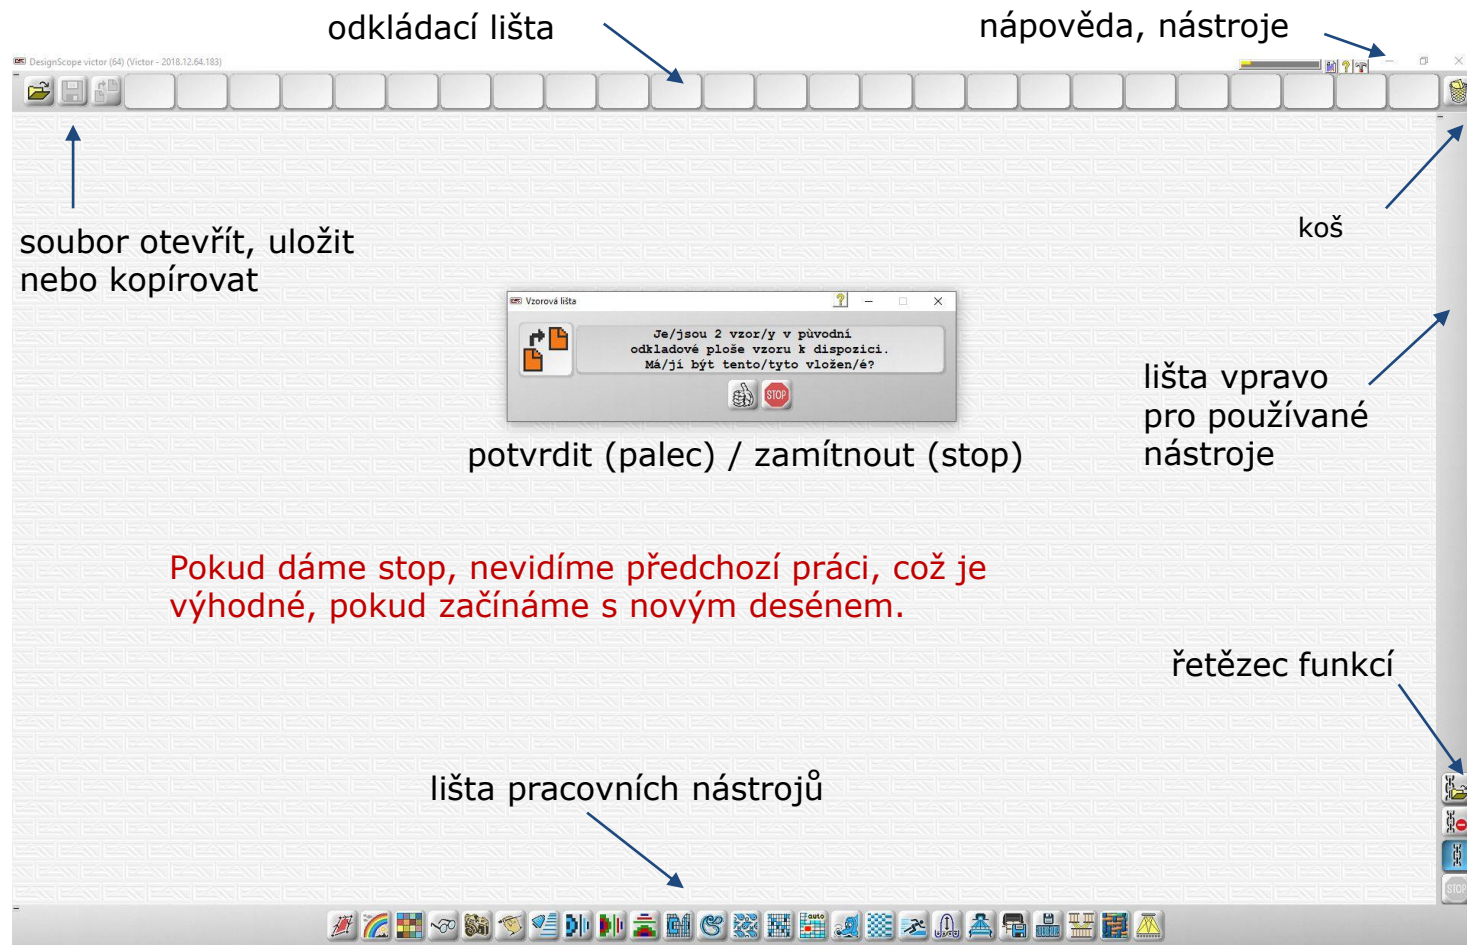 odkládací lišta
nápověda, nástroje
DesignScope victor (64) (Victor - 2018.12.64.183)
soubor otevřít, uložit
nebo kopírovat
koš
Vzorová lišta
Je/jsou 2 vzor/y v pùvodní
odkladové ploše vzoru k dispozici.
Má/jí být tento/tyto vložen/é?
STOP
lišta vpravo
pro používané
nástroje
potvrdit (palec) / zamítnout (stop)
Pokud dáme stop, nevidíme předchozí práci, což je
výhodné, pokud začínáme s novým desénem.
řetězec funkcí
lišta pracovních nástrojů
STOP
auto